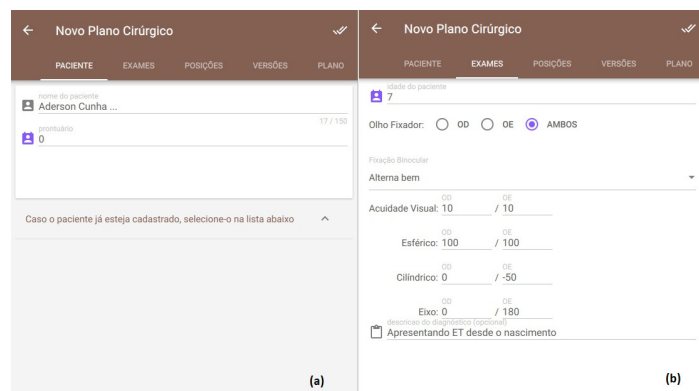 Novo Plano Cirúrgico
PACIENTE EXAMES POSIÇÕES VERSÕES PLANO
nome do paciente
Aderson Cunha ...
17 / 150
prontuário
0
Caso o paciente já esteja cadastrado, selecione-o na lista abaixo
(a)
Novo Plano Cirúrgico
PACIENTE EXAMES POSIÇÕES VERSÕES PLANO
idade do paciente
7
Olho Fixador: OD OE AMBOS
Fixação Binocular
Alterna bem
OD OE
Acuidade Visual: 10 / 10
OD OE
Esférico: 100 / 100
OD OE
Cilíndrico: 0 / -50
OD OE
Eixo: 0 / 180
descricao do diagnóstico (opcional)
Apresentando ET desde o nascimento
(b)